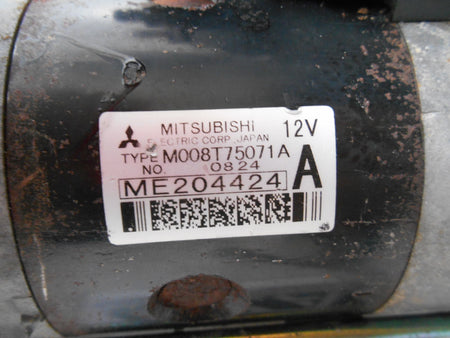 MITSUBISHI 12V
ELECTRIC CORP. JAPAN
TYPE M008T75071A
NO. 0824
ME204424 A